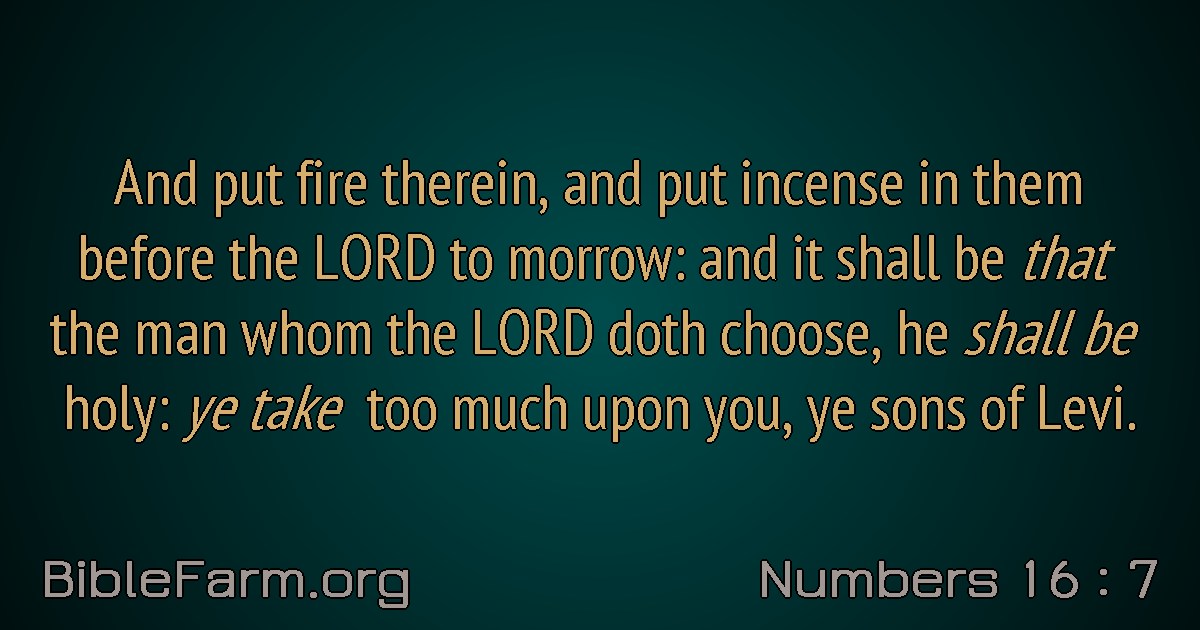 And put fire therein, and put incense in them
before the LORD to morrow: and it shall be that
the man whom the LORD doth choose, he shall be
holy: ye take too much upon you, ye sons of Levi.
BibleFarm.org
Numbers 16 : 7